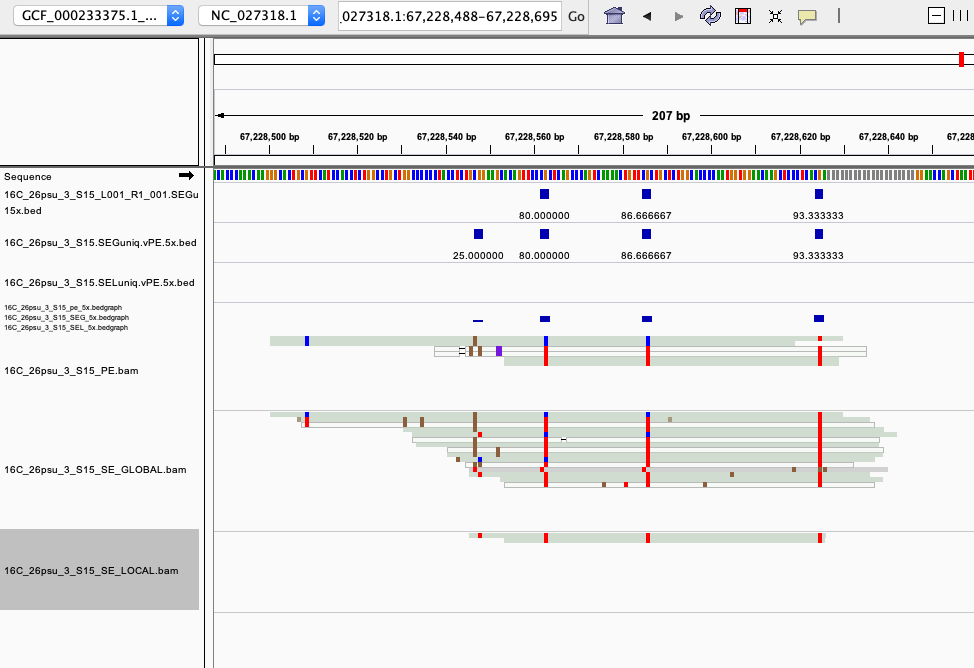 GCF_000233375.1_... NC_027318.1 .027318.1:67,228,488-67,228,695 Go
207 bp
67,228,500 bp 67,228,520 bp 67,228,540 bp 67,228,560 bp 67,228,580 bp 67,228,600 bp 67,228,620 bp 67,228,640 bp 67,228
Sequence
16C_26psu_3_S15_L001_R1_001.SEGu
15x.bed
80.000000 86.666667 93.333333
16C_26psu_3_S15.SEGuniq.vPE.5x.bed
25.000000 80.000000 86.666667 93.333333
16C_26psu_3_S15.SELuniq.vPE.5x.bed
16C_26psu_3_S15_pe_5x.bedgraph
16C_26psu_3_S15_SEG_5x.bedgraph
16C_26psu_3_S15_SEL_5x.bedgraph
16C_26psu_3_S15_PE.bam
16C_26psu_3_S15_SE_GLOBAL.bam
16C_26psu_3_S15_SE_LOCAL.bam